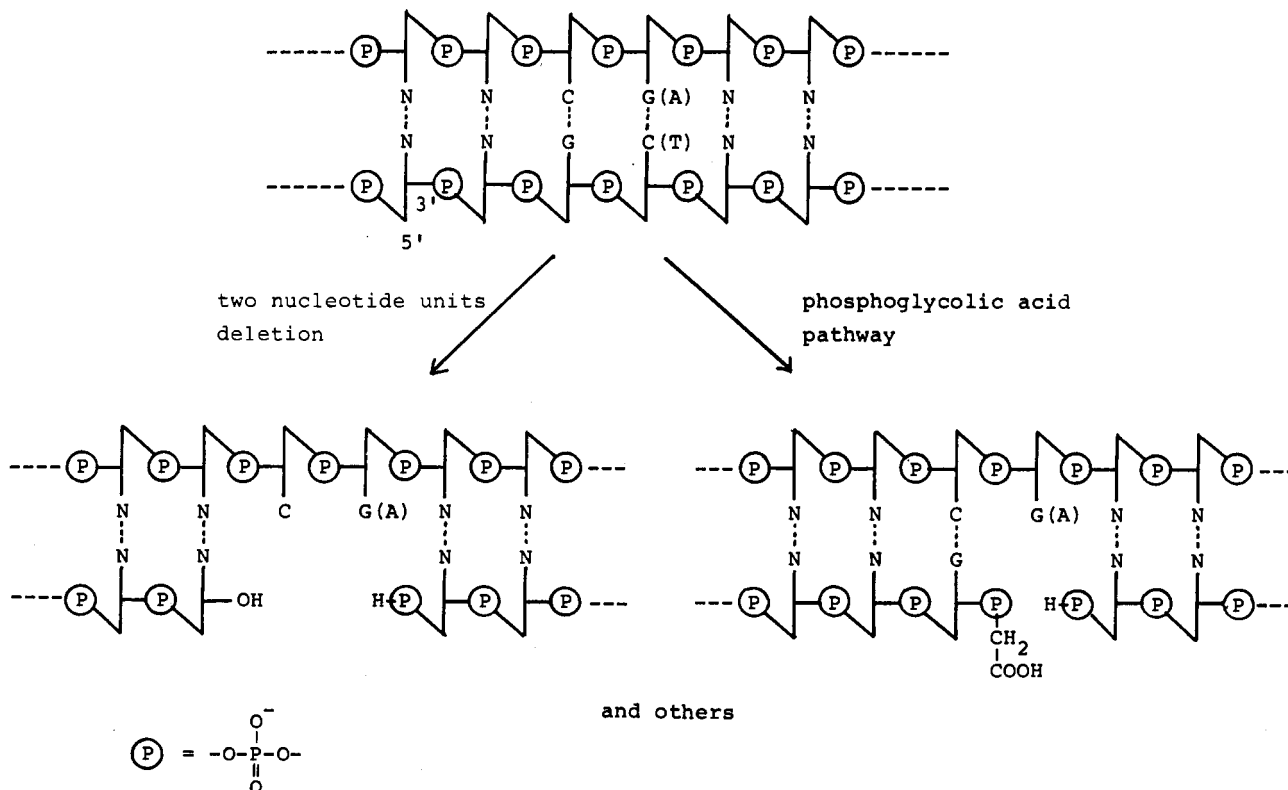 P P P P P P P
N N C G(A) N N
N N G C(T) N N
P P P P P P P
3'
5'
two nucleotide units
deletion
phosphoglycolic acid
pathway
P P P P P P P
P P P P P P P
N N C G(A) N N
N N C G(A) N N
N N N N
N N G N N
P P OH H P P P
P P P P H P P P
CH2
COOH
and others
O-
P = -O-P-O-
O